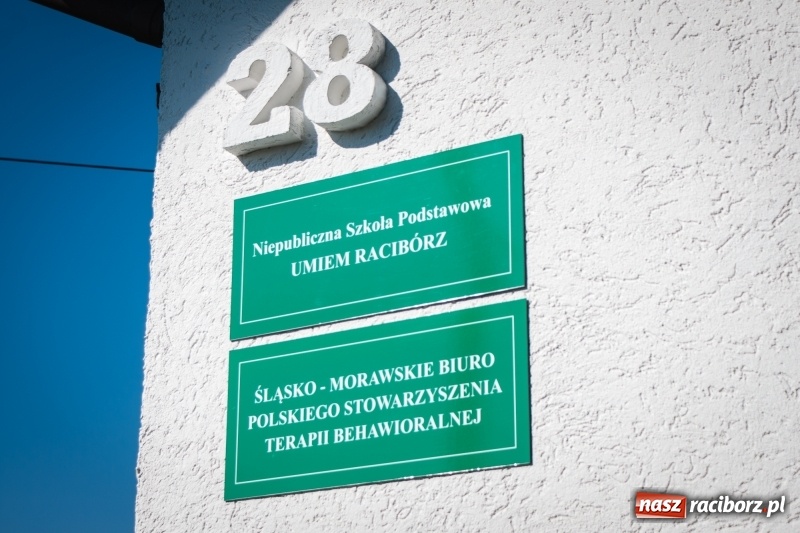 28
Niepubliczna Szkoła Podstawowa
UMIEM RACIBÓRZ
ŚLĄSKO - MORAWSKIE BIURO
POLSKIEGO STOWARZYSZENIA
TERAPII BEHAWIORALNEJ
nasz raciborz.pl